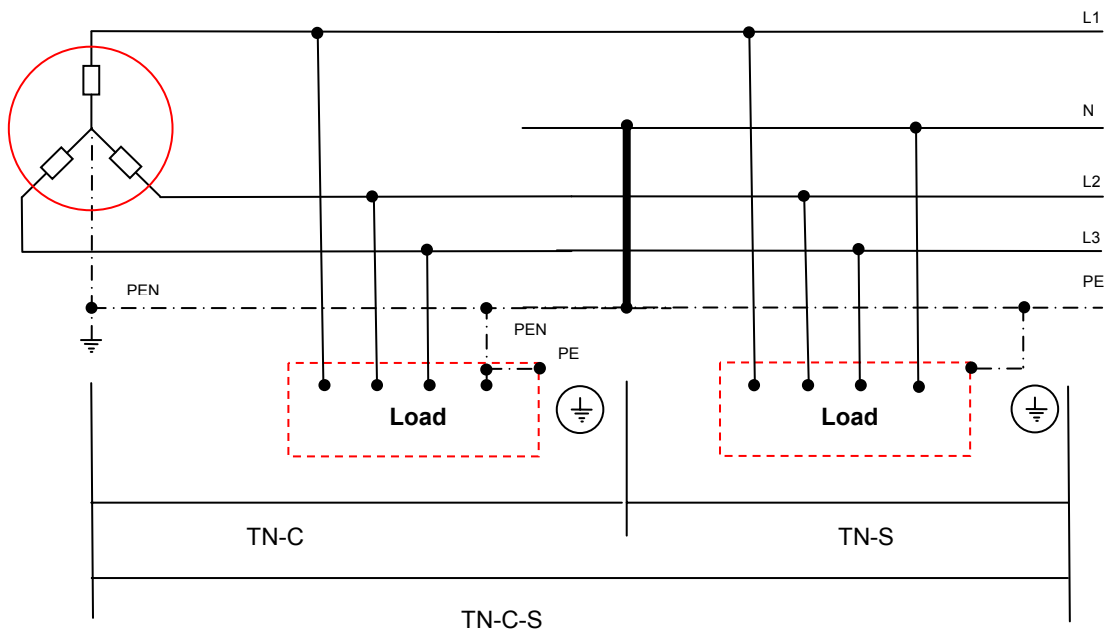 L1
N
L2
L3
PEN
PE
PEN
PE
Load
Load
TN-C
TN-S
TN-C-S